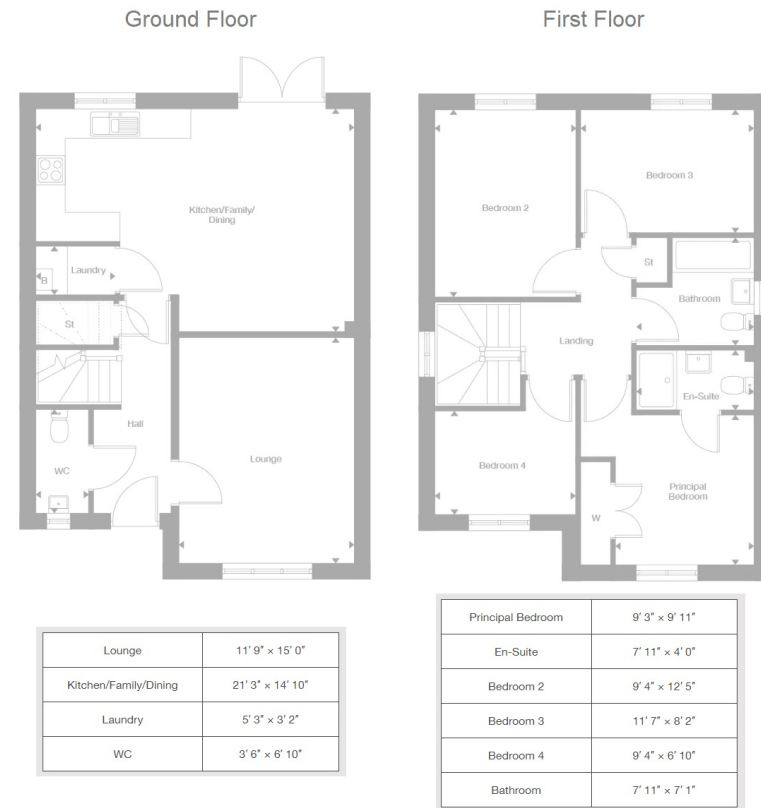 Ground Floor
First Floor
Kitchen/Family/
Dining
Laundry
B
St
Hall
WC
Lounge
Bedroom 2
Bedroom 3
St
Bathroom
Landing
En-Suite
Bedroom 4
Principal
Bedroom
W
Lounge 11' 9" × 15' 0"
Kitchen/Family/Dining 21' 3" × 14' 10"
Laundry 5' 3" × 3' 2"
WC 3' 6" × 6' 10"
Principal Bedroom 9' 3" × 9' 11"
En-Suite 7' 11" × 4' 0"
Bedroom 2 9' 4" × 12' 5"
Bedroom 3 11' 7" × 8' 2"
Bedroom 4 9' 4" × 6' 10"
Bathroom 7' 11" × 7' 1"